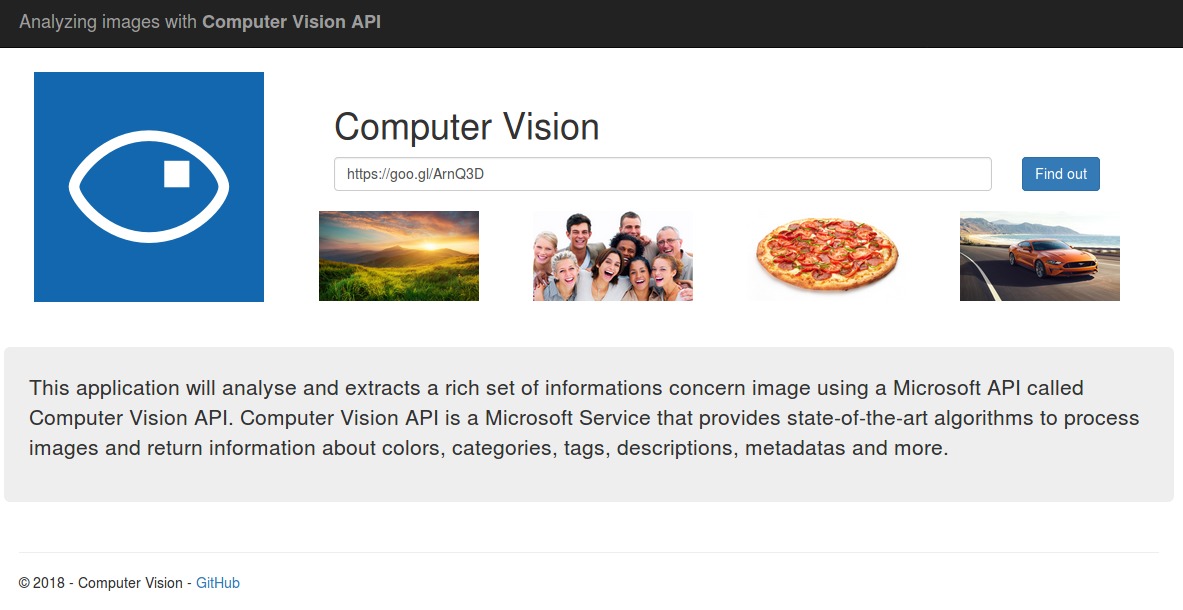 Analyzing images with Computer Vision API
Computer Vision
https://goo.gl/ArnQ3D
Find out
This application will analyse and extracts a rich set of informations concern image using a Microsoft API called
Computer Vision API. Computer Vision API is a Microsoft Service that provides state-of-the-art algorithms to process
images and return information about colors, categories, tags, descriptions, metadatas and more.
© 2018 - Computer Vision - GitHub